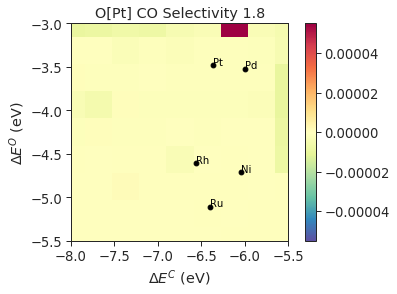 O[Pt] CO Selectivity 1.8
−3.0
−3.5
−4.0
−4.5
−5.0
−5.5
ΔE^O (eV)
Pt
Pd
Rh
Ni
Ru
−8.0 −7.5 −7.0 −6.5 −6.0 −5.5
ΔE^C (eV)
0.00004
0.00002
0.00000
−0.00002
−0.00004